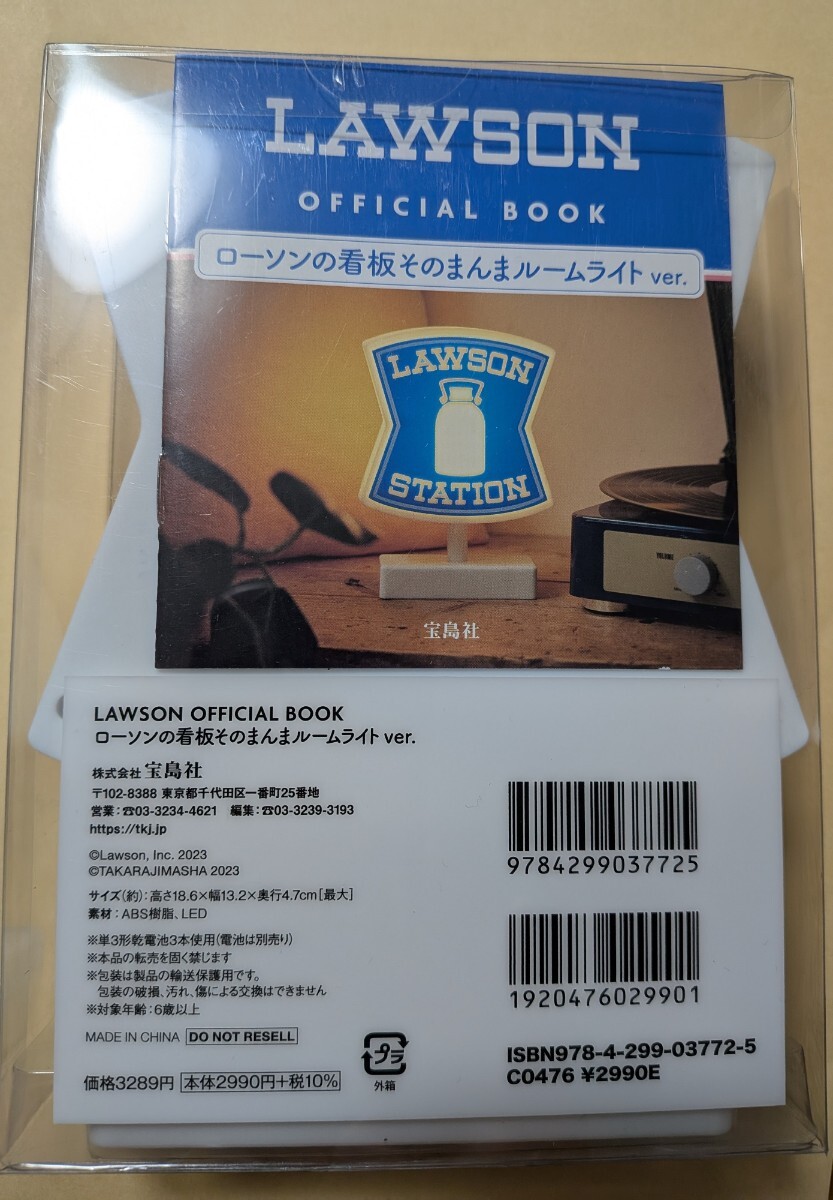 LAWSON
OFFICIAL BOOK
ローソンの看板そのまんまルームライト ver.
LAWSON
STATION
VOLUME
宝島社
LAWSON OFFICIAL BOOK
ローソンの看板そのまんまルームライト ver.
株式会社 宝島社
〒102-8388 東京都千代田区一番町25番地
営業:☎03-3234-4621 編集:☎03-3239-3193
https://tkj.jp
©Lawson, Inc. 2023
©TAKARAJIMASHA 2023
サイズ(約):高さ18.6×幅13.2×奥行4.7cm[最大]
素材:ABS樹脂、LED
※単3形乾電池3本使用(電池は別売り)
※本品の転売を固く禁じます
※包装は製品の輸送保護用です。
包装の破損、汚れ、傷による交換はできません
※対象年齢:6歳以上
MADE IN CHINA DO NOT RESELL
価格3289円 本体2990円+税10%
プラ
外箱
9784299037725
1920476029901
ISBN978-4-299-03772-5
C0476 ¥2990E